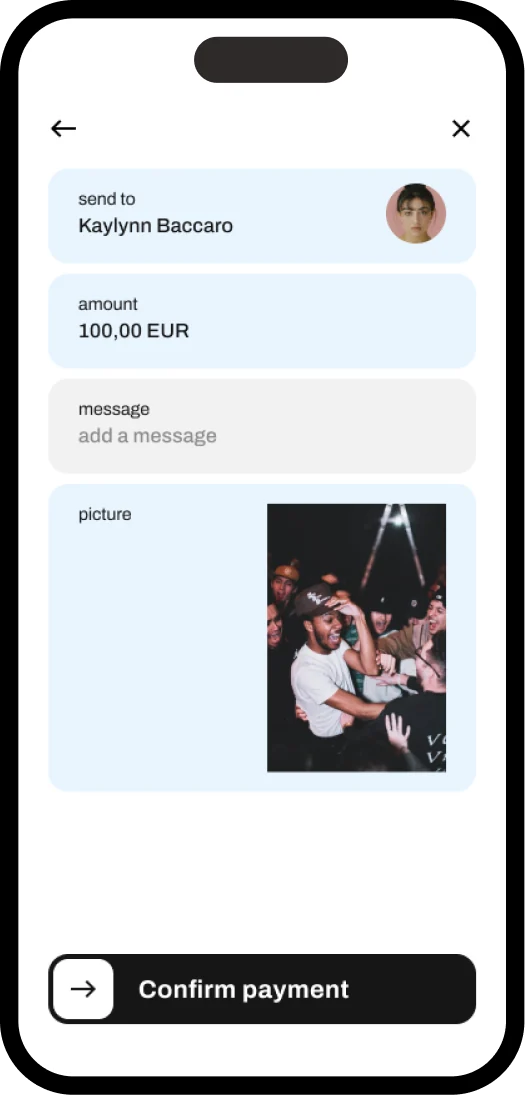 send to
Kaylynn Baccaro
amount
100,00 EUR
message
add a message
picture
Confirm payment